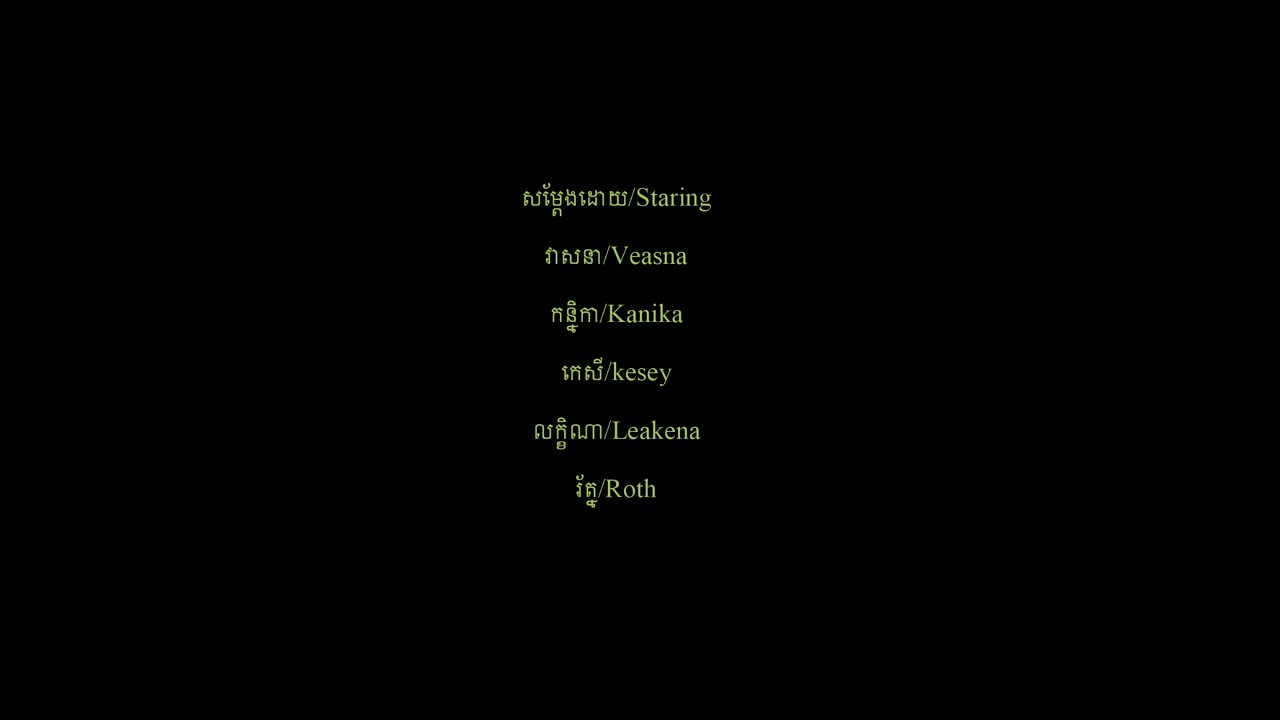 សម្តែងដោយ/Staring
វាសនា/Veasna
កន្និកា/Kanika
កេសី/kesey
លក្ខិណា/Leakena
រ័ត្ន/Roth